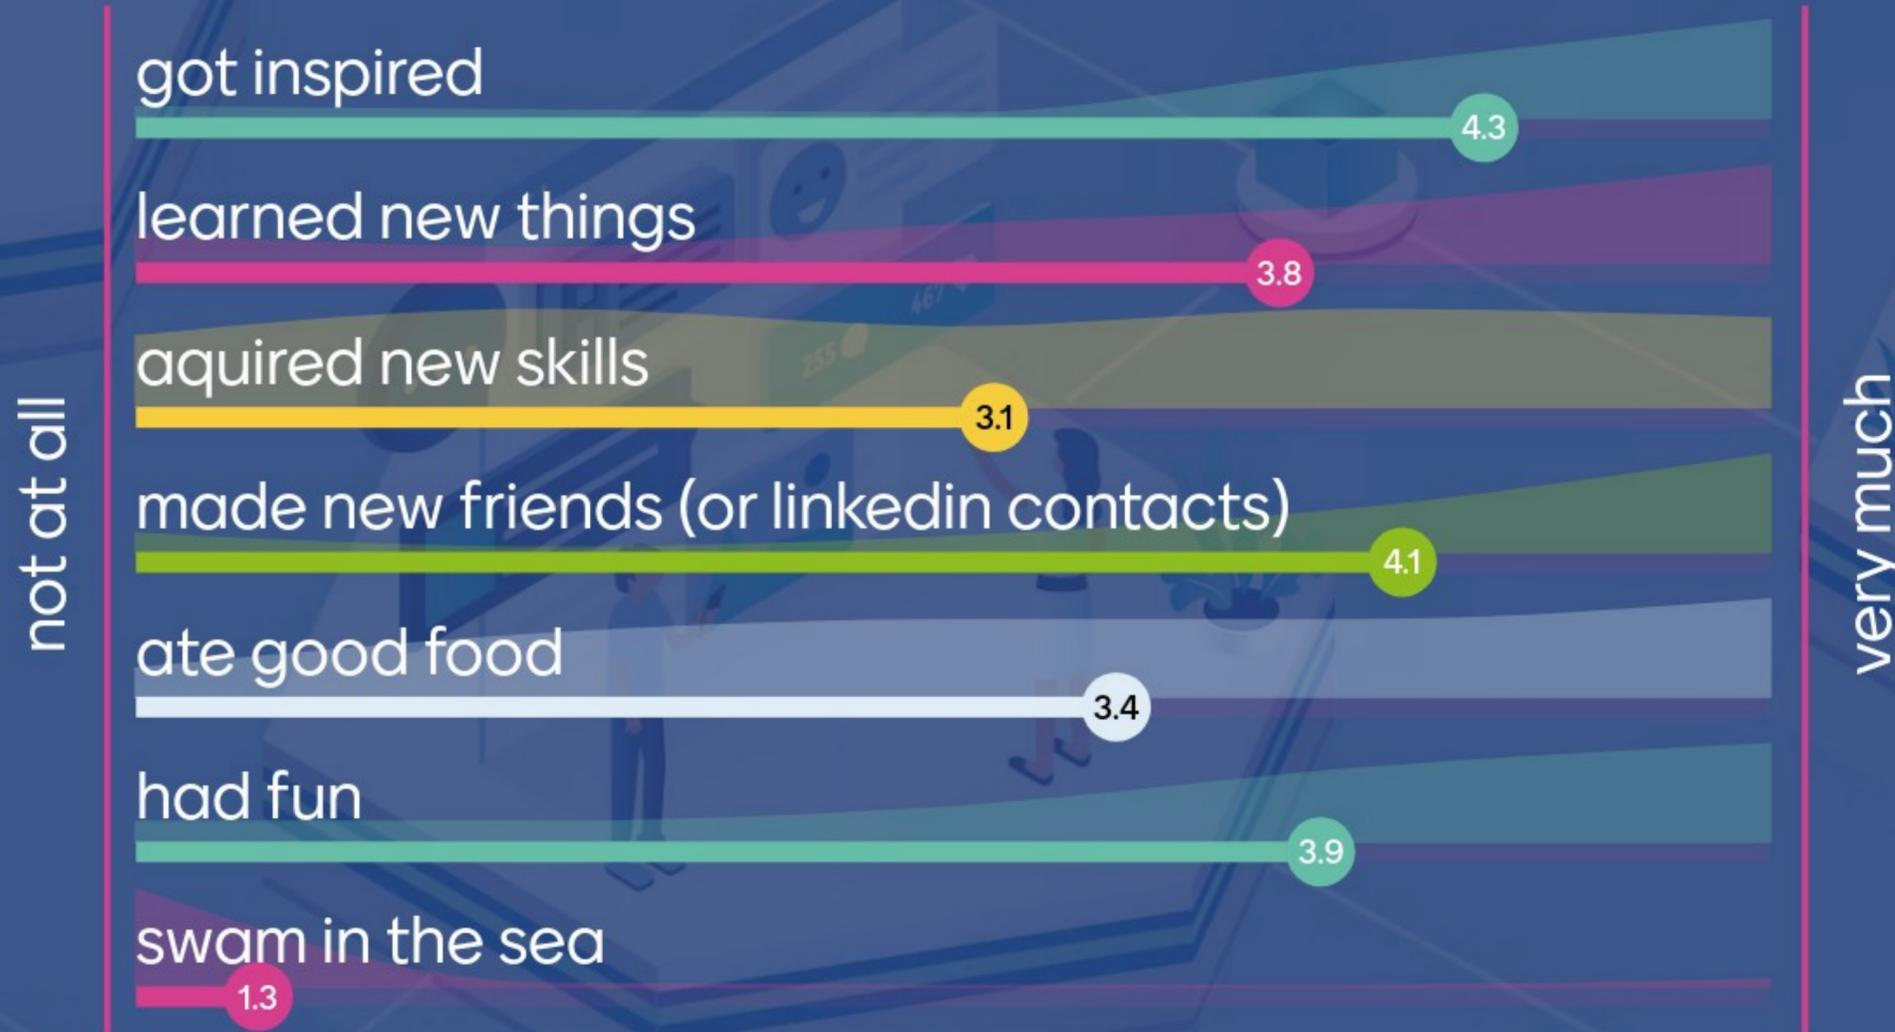 got inspired
4.3
learned new things
3.8
aquired new skills
3.1
made new friends (or linkedin contacts)
4.1
ate good food
3.4
had fun
3.9
swam in the sea
1.3
not at all
very much
467
255